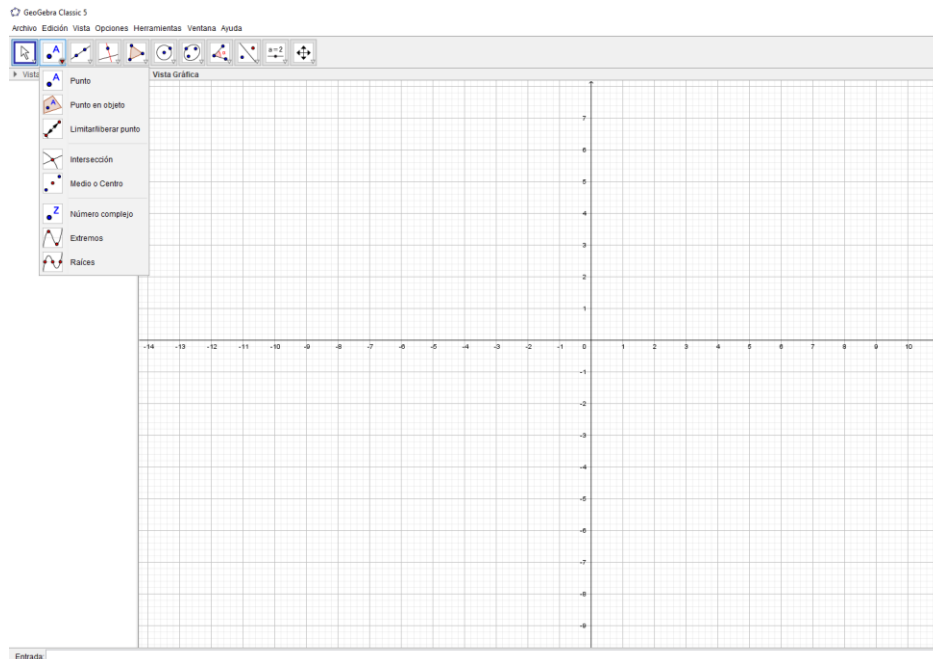 GeoGebra Classic 5
Archivo Edición Vista Opciones Herramientas Ventana Ayuda
A
a=2
Vista
Vista Gráfica
A Punto
A Punto en objeto
Limitar/liberar punto
Intersección
Medio o Centro
Z Número complejo
Extremos
Raíces
7
6
5
4
3
2
1
-14 -13 -12 -11 -10 -9 -8 -7 -6 -5 -4 -3 -2 -1 0 1 2 3 4 5 6 7 8 9 10
-1
-2
-3
-4
-5
-6
-7
-8
-9
Entrada: